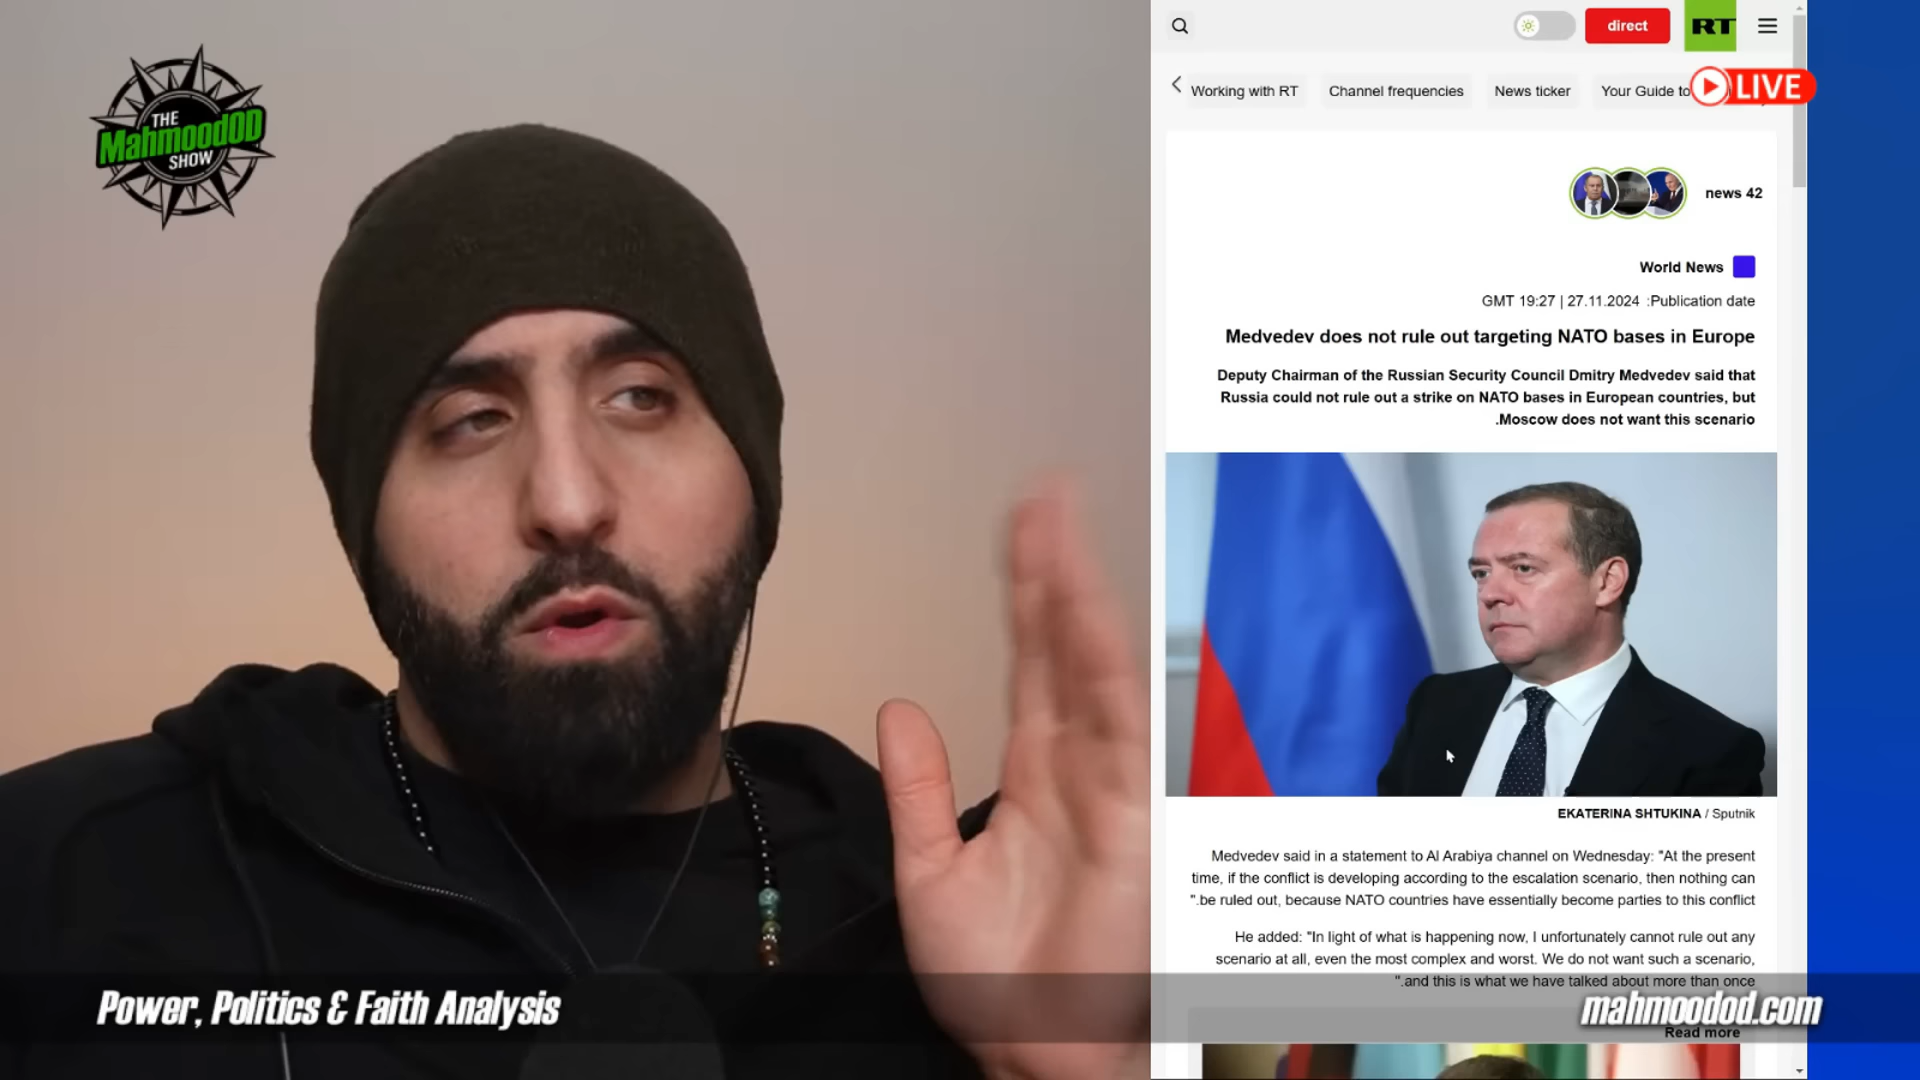 THE
MahmoodOD
SHOW
direct
RT
Working with RT
Channel frequencies
News ticker
Your Guide to
LIVE
news 42
World News
GMT 19:27 | 27.11.2024 :Publication date
Medvedev does not rule out targeting NATO bases in Europe
Deputy Chairman of the Russian Security Council Dmitry Medvedev said that
Russia could not rule out a strike on NATO bases in European countries, but
.Moscow does not want this scenario
EKATERINA SHTUKINA / Sputnik
Medvedev said in a statement to Al Arabiya channel on Wednesday: "At the present
time, if the conflict is developing according to the escalation scenario, then nothing can
".be ruled out, because NATO countries have essentially become parties to this conflict
He added: "In light of what is happening now, I unfortunately cannot rule out any
scenario at all, even the most complex and worst. We do not want such a scenario,
".and this is what we have talked about more than once
Read more
Power, Politics & Faith Analysis
mahmoodod.com